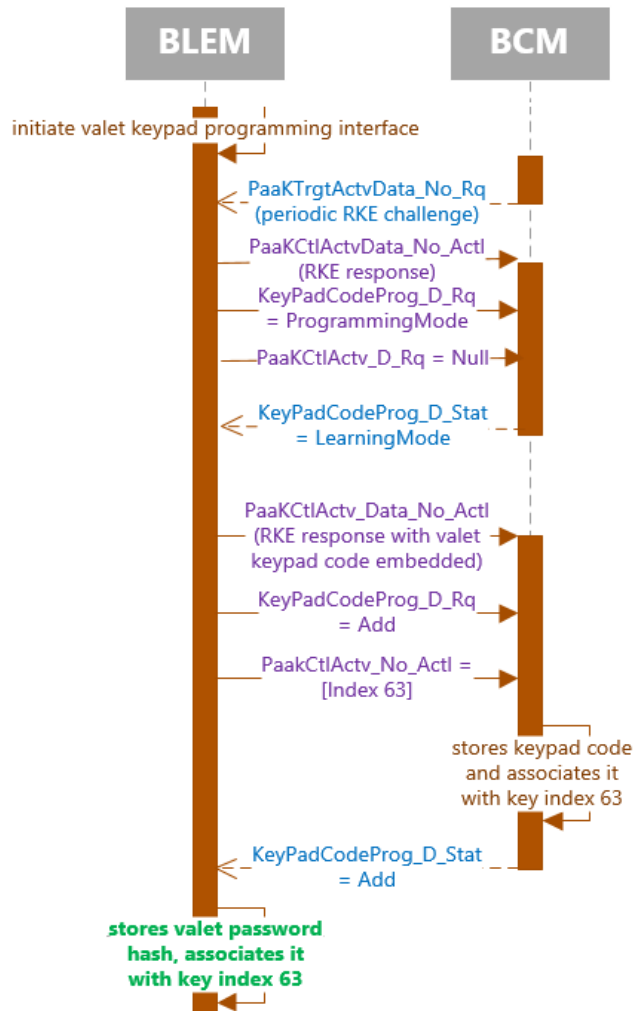 BLEM
BCM
initiate valet keypad programming interface
PaaKTrgtActvData_No_Rq
(periodic RKE challenge)
PaaKCtlActvData_No_Actl
(RKE response)
KeyPadCodeProg_D_Rq
= ProgrammingMode
PaaKCtlActv_D_Rq = Null
KeyPadCodeProg_D_Stat
= LearningMode
PaaKCtlActv_Data_No_Actl
(RKE response with valet
keypad code embedded)
KeyPadCodeProg_D_Rq
= Add
PaakCtlActv_No_Actl =
[Index 63]
stores keypad code
and associates it
with key index 63
KeyPadCodeProg_D_Stat
= Add
stores valet password
hash, associates it
with key index 63